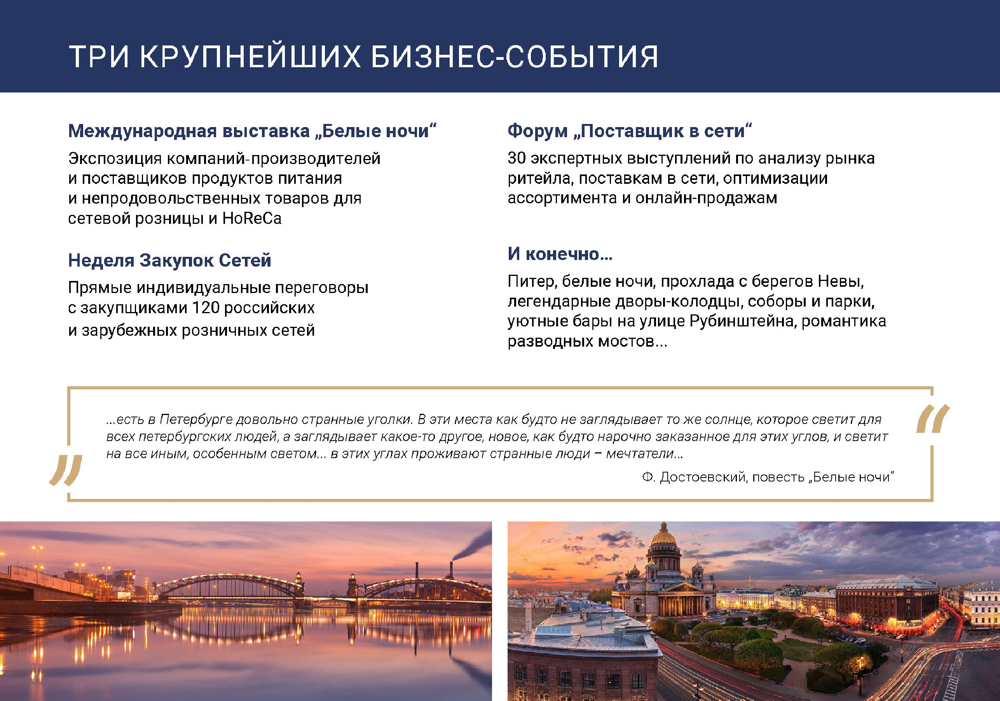 ТРИ КРУПНЕЙШИХ БИЗНЕС-СОБЫТИЯ
Международная выставка „Белые ночи“
Экспозиция компаний-производителей
и поставщиков продуктов питания
и непродовольственных товаров для
сетевой розницы и HoReCa
Неделя Закупок Сетей
Прямые индивидуальные переговоры
с закупщиками 120 российских
и зарубежных розничных сетей
Форум „Поставщик в сети“
30 экспертных выступлений по анализу рынка
ритейла, поставкам в сети, оптимизации
ассортимента и онлайн-продажам
И конечно…
Питер, белые ночи, прохлада с берегов Невы,
легендарные дворы-колодцы, соборы и парки,
уютные бары на улице Рубинштейна, романтика
разводных мостов...
…есть в Петербурге довольно странные уголки. В эти места как будто не заглядывает то же солнце, которое светит для
всех петербургских людей, а заглядывает какое-то другое, новое, как будто нарочно заказанное для этих углов, и светит
на все иным, особенным светом… в этих углах проживают странные люди – мечтатели…
Ф. Достоевский, повесть „Белые ночи“